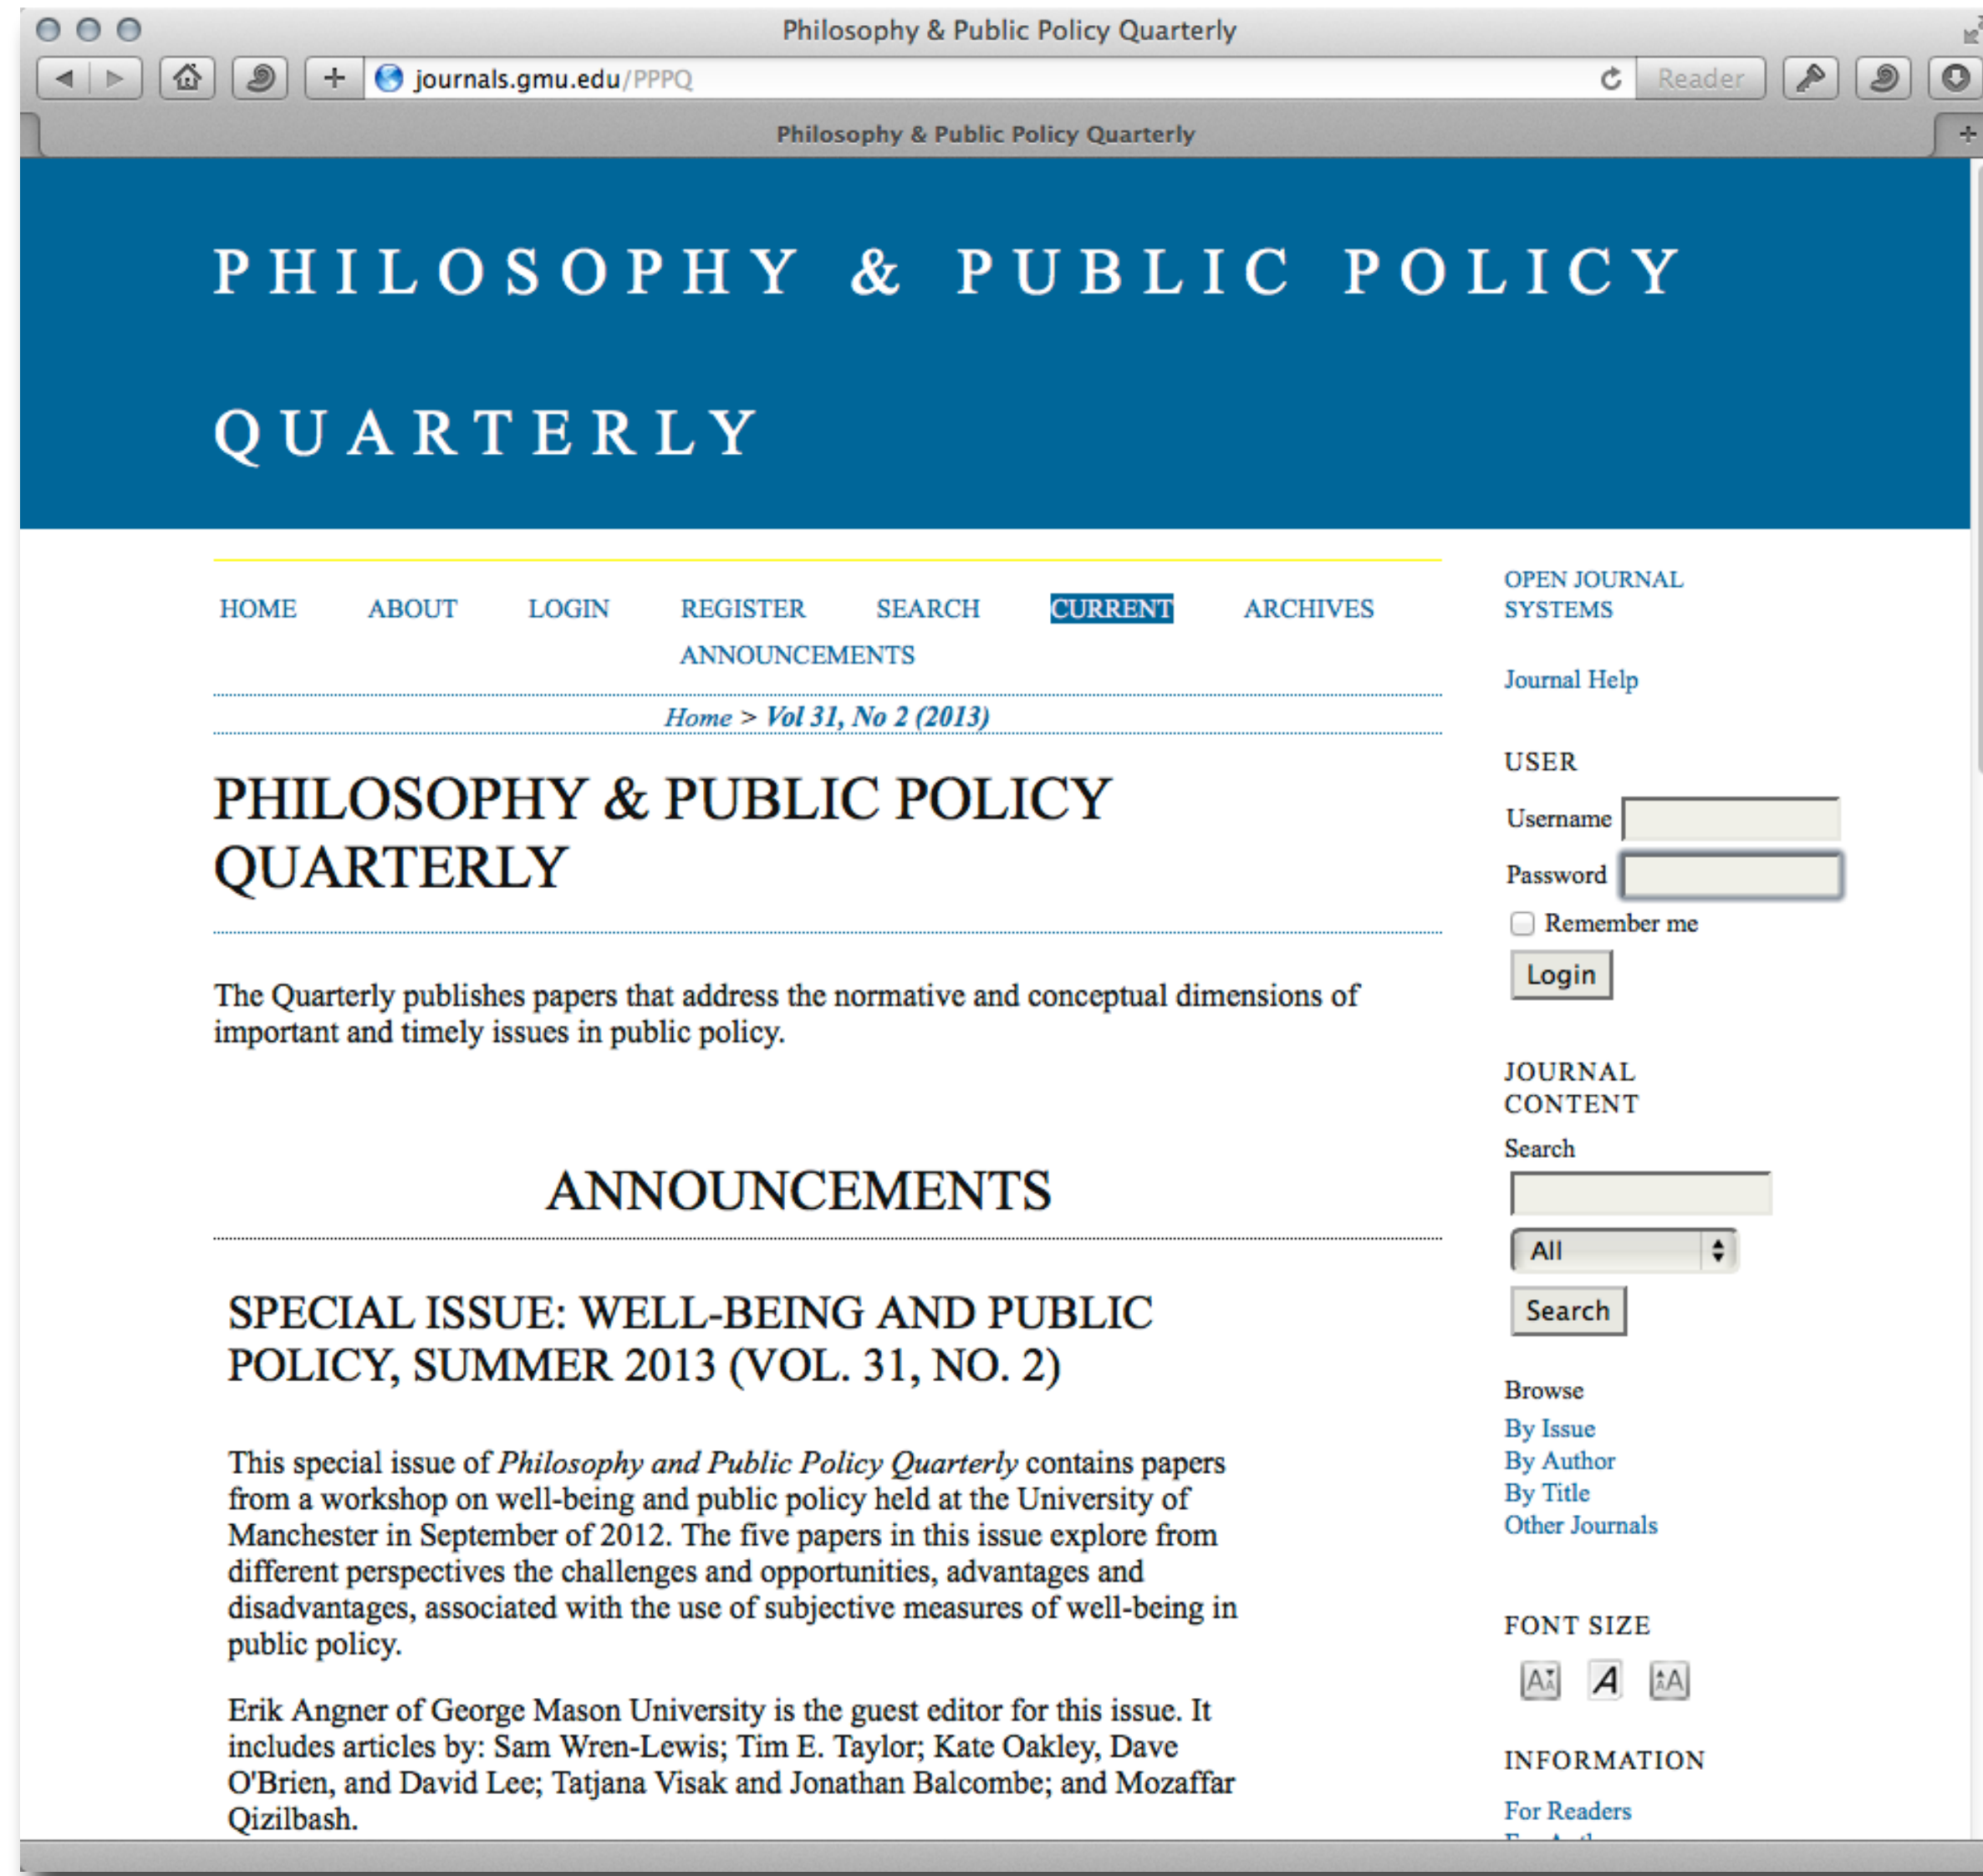 Philosophy & Public Policy Quarterly
journals.gmu.edu/PPPQ
Reader
Philosophy & Public Policy Quarterly
PHILOSOPHY & PUBLIC POLICY
QUARTERLY
HOME ABOUT LOGIN REGISTER SEARCH CURRENT ARCHIVES
ANNOUNCEMENTS
Home > Vol 31, No 2 (2013)
PHILOSOPHY & PUBLIC POLICY
QUARTERLY
The Quarterly publishes papers that address the normative and conceptual dimensions of
important and timely issues in public policy.
ANNOUNCEMENTS
SPECIAL ISSUE: WELL-BEING AND PUBLIC
POLICY, SUMMER 2013 (VOL. 31, NO. 2)
This special issue of Philosophy and Public Policy Quarterly contains papers
from a workshop on well-being and public policy held at the University of
Manchester in September of 2012. The five papers in this issue explore from
different perspectives the challenges and opportunities, advantages and
disadvantages, associated with the use of subjective measures of well-being in
public policy.
Erik Angner of George Mason University is the guest editor for this issue. It
includes articles by: Sam Wren-Lewis; Tim E. Taylor; Kate Oakley, Dave
O'Brien, and David Lee; Tatjana Visak and Jonathan Balcombe; and Mozaffar
Qizilbash.
OPEN JOURNAL
SYSTEMS
Journal Help
USER
Username
Password
Remember me
Login
JOURNAL
CONTENT
Search
All
Search
Browse
By Issue
By Author
By Title
Other Journals
FONT SIZE
A A A
INFORMATION
For Readers